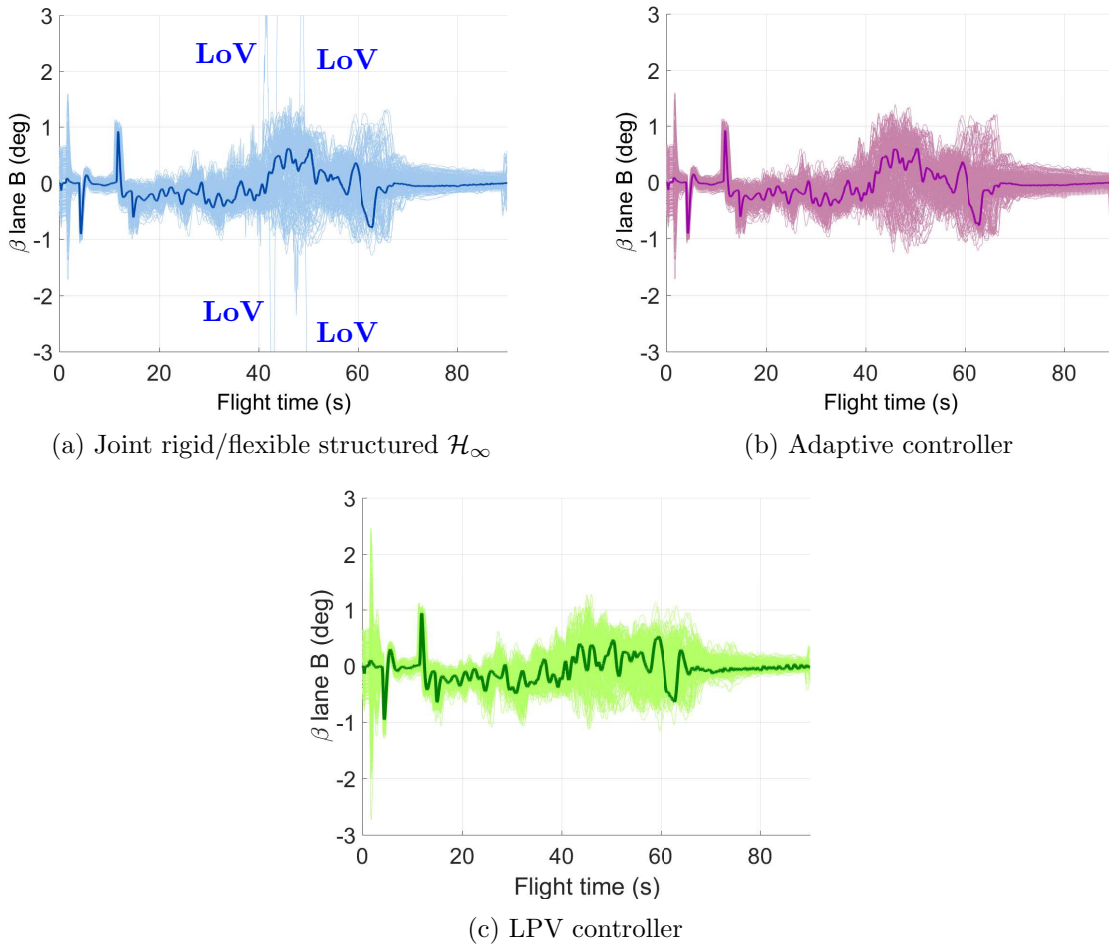 3
2
1
0
-1
-2
-3
β lane B (deg)
LoV
LoV
LoV
LoV
0
20
40
60
80
Flight time (s)
(a) Joint rigid/flexible structured ℋ∞
3
2
1
0
-1
-2
-3
β lane B (deg)
0
20
40
60
80
Flight time (s)
(b) Adaptive controller
3
2
1
0
-1
-2
-3
β lane B (deg)
0
20
40
60
80
Flight time (s)
(c) LPV controller